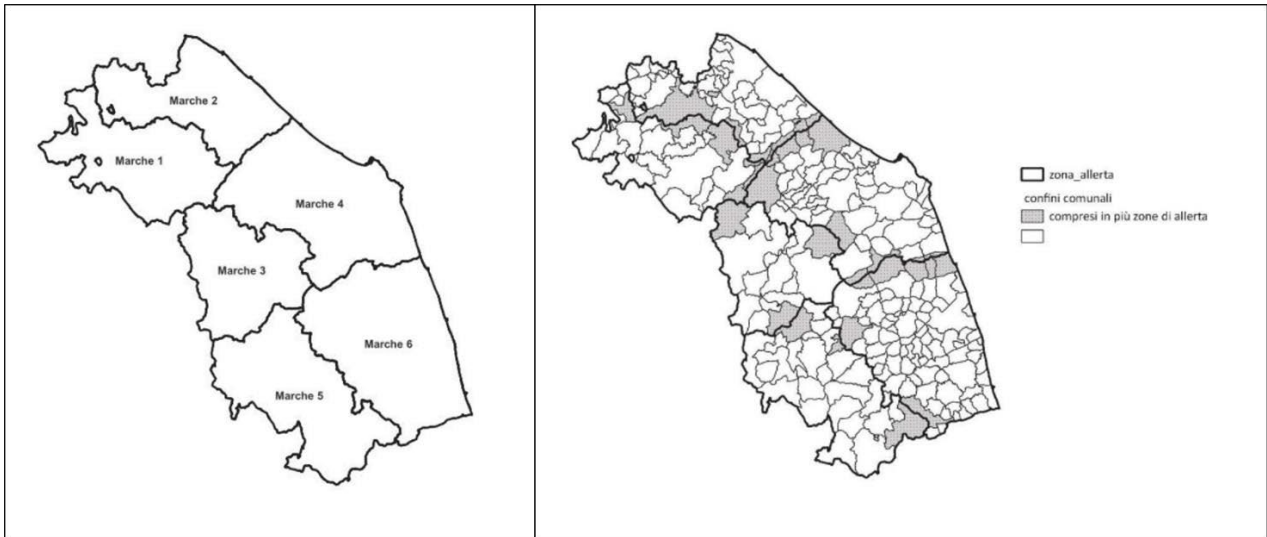 Marche 2
Marche 1
Marche 4
Marche 3
Marche 6
Marche 5
zona_allerta
confini comunali
compresi in più zone di allerta